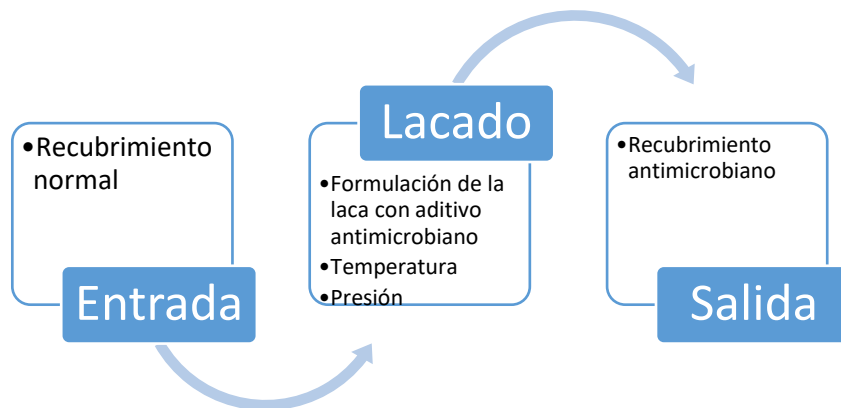 •Recubrimiento
normal
Entrada
Lacado
•Formulación de la
laca con aditivo
antimicrobiano
•Temperatura
•Presión
•Recubrimiento
antimicrobiano
Salida